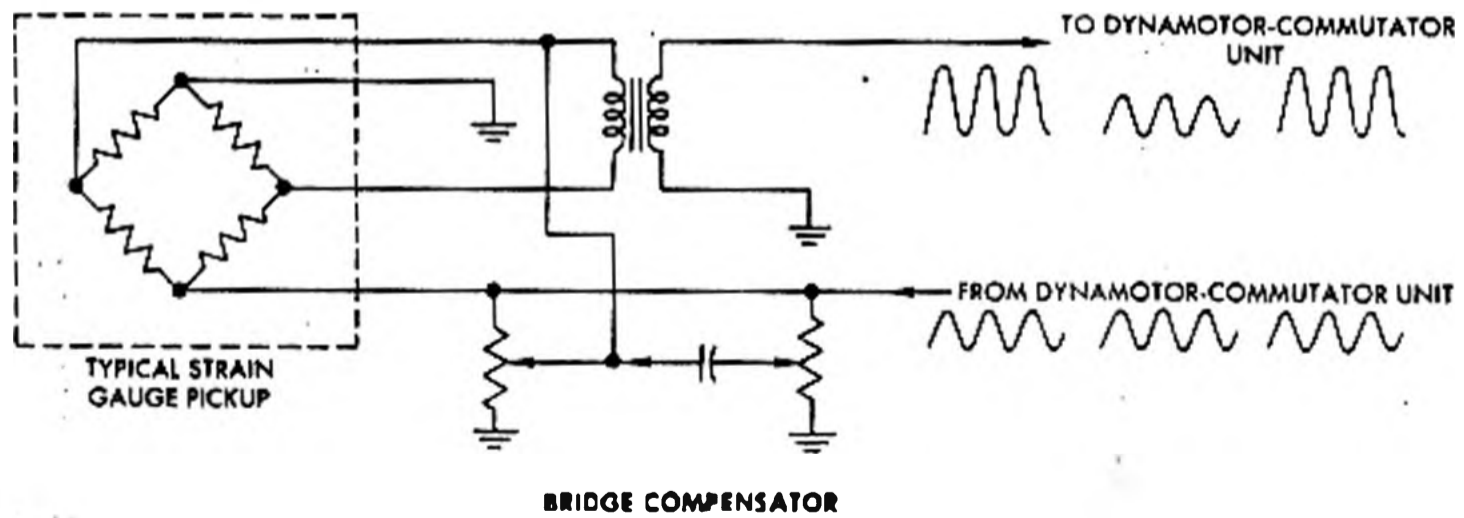 TO DYNAMOTOR-COMMUTATOR
UNIT
FROM DYNAMOTOR-COMMUTATOR UNIT
TYPICAL STRAIN
GAUGE PICKUP
BRIDGE COMPENSATOR